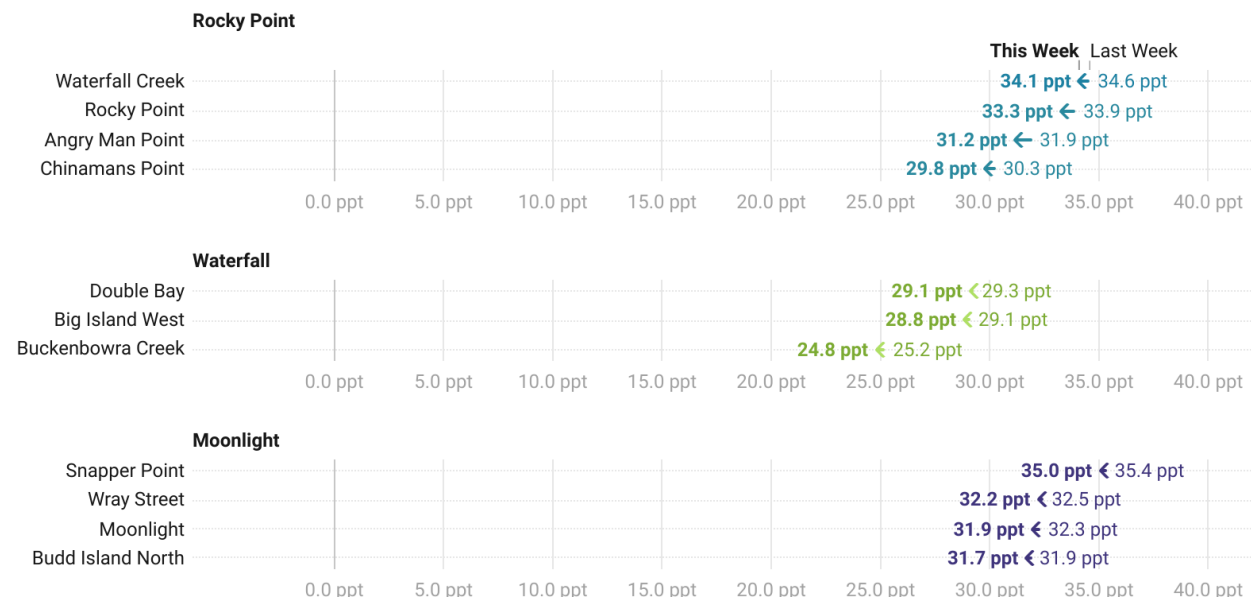 Rocky Point
This Week Last Week
Waterfall Creek 34.1 ppt 34.6 ppt
Rocky Point 33.3 ppt 33.9 ppt
Angry Man Point 31.2 ppt 31.9 ppt
Chinamans Point 29.8 ppt 30.3 ppt
0.0 ppt 5.0 ppt 10.0 ppt 15.0 ppt 20.0 ppt 25.0 ppt 30.0 ppt 35.0 ppt 40.0 ppt
Waterfall
Double Bay 29.1 ppt 29.3 ppt
Big Island West 28.8 ppt 29.1 ppt
Buckenbowra Creek 24.8 ppt 25.2 ppt
0.0 ppt 5.0 ppt 10.0 ppt 15.0 ppt 20.0 ppt 25.0 ppt 30.0 ppt 35.0 ppt 40.0 ppt
Moonlight
Snapper Point 35.0 ppt 35.4 ppt
Wray Street 32.2 ppt 32.5 ppt
Moonlight 31.9 ppt 32.3 ppt
Budd Island North 31.7 ppt 31.9 ppt
0.0 ppt 5.0 ppt 10.0 ppt 15.0 ppt 20.0 ppt 25.0 ppt 30.0 ppt 35.0 ppt 40.0 ppt